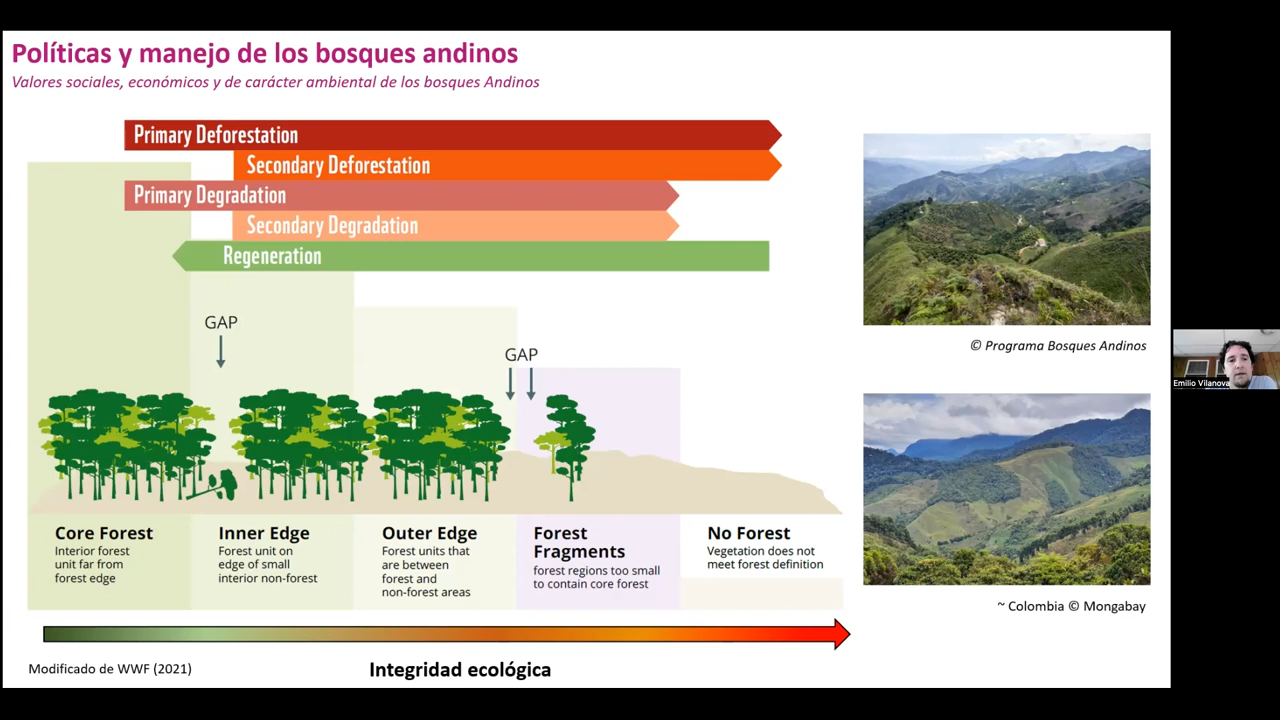 Políticas y manejo de los bosques andinos
Valores sociales, económicos y de carácter ambiental de los bosques Andinos
Primary Deforestation
Secondary Deforestation
Primary Degradation
Secondary Degradation
Regeneration
GAP
GAP
Core Forest
Interior forest
unit far from
forest edge
Inner Edge
Forest unit on
edge of small
interior non-forest
Outer Edge
Forest units that
are between
forest and
non-forest areas
Forest
Fragments
forest regions too small
to contain core forest
No Forest
Vegetation does not
meet forest definition
Modificado de WWF (2021)
Integridad ecológica
© Programa Bosques Andinos
~ Colombia © Mongabay
Emilio Vilanova